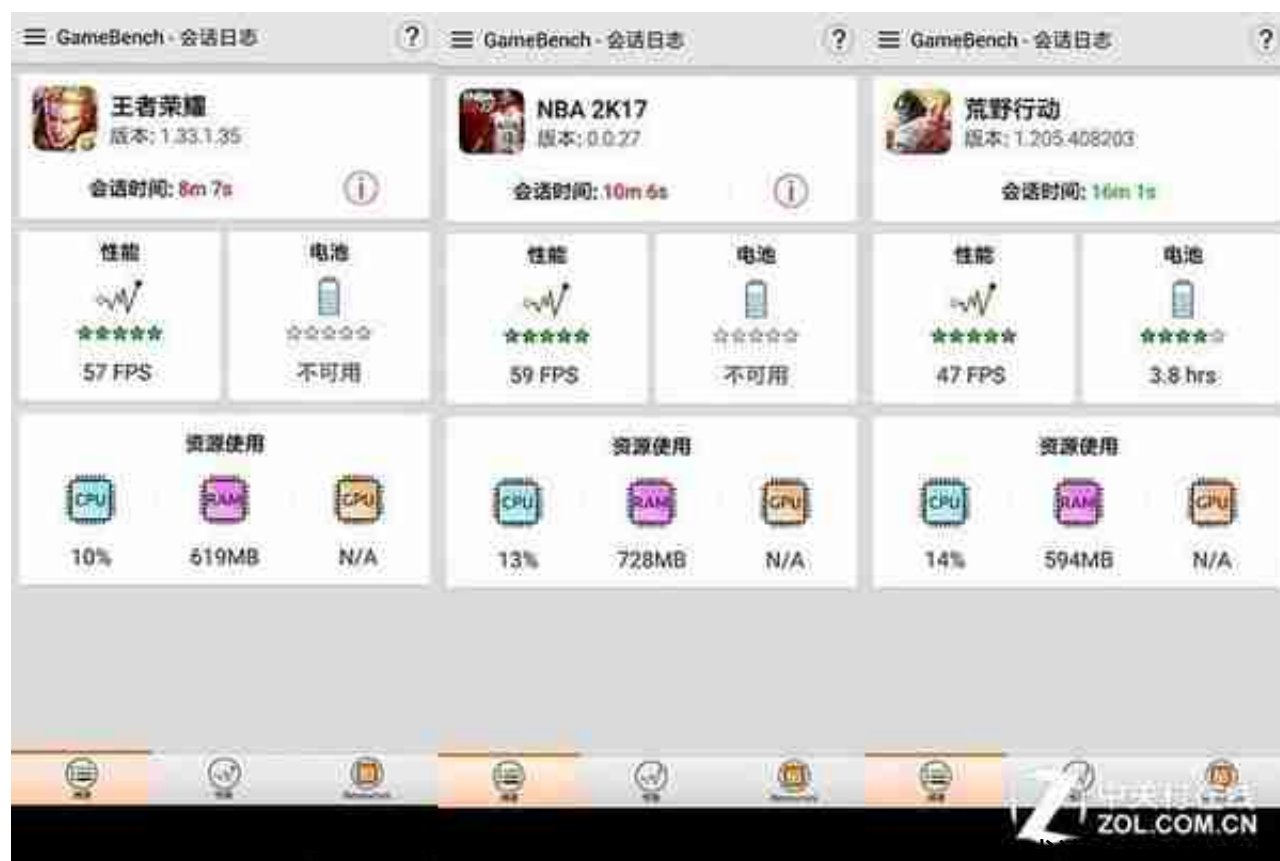 GameBench - 会话日志
?
王者荣耀
版本: 1.33.1.35
会话时间: 8m 7s
性能
电池
57 FPS
不可用
资源使用
CPU
RAM
GPU
10%
619MB
N/A
GameBench - 会话日志
?
NBA 2K17
版本: 0.0.27
会话时间: 10m 6s
性能
电池
59 FPS
不可用
资源使用
CPU
RAM
GPU
13%
728MB
N/A
GameBench - 会话日志
?
荒野行动
版本: 1.205.408203
会话时间: 16m 1s
性能
电池
47 FPS
3.8 hrs
资源使用
CPU
RAM
GPU
14%
594MB
N/A
Z
中关村在线
ZOL.COM.CN